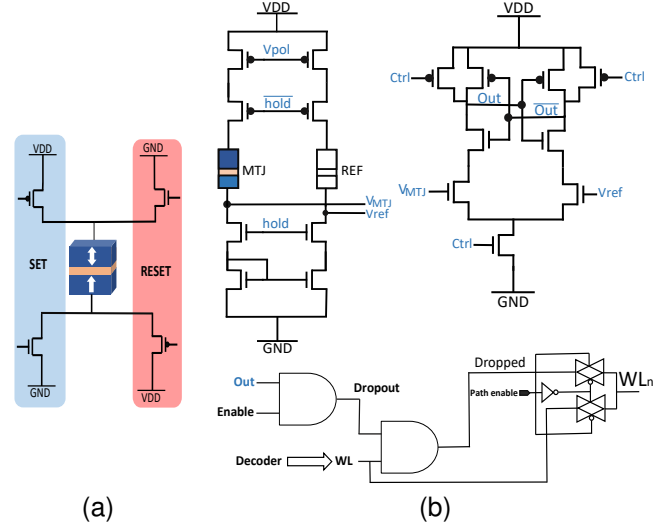 VDD
Vpol
hold
MTJ
REF
VMTJ
Vref
hold
GND
VDD
Ctrl
Ctrl
Out
Out
VMTJ
Vref
Ctrl
GND
VDD
GND
SET
RESET
GND
VDD
Out
Enable
Dropout
Decoder
WL
Dropped
Path enable
WLn
(a)
(b)